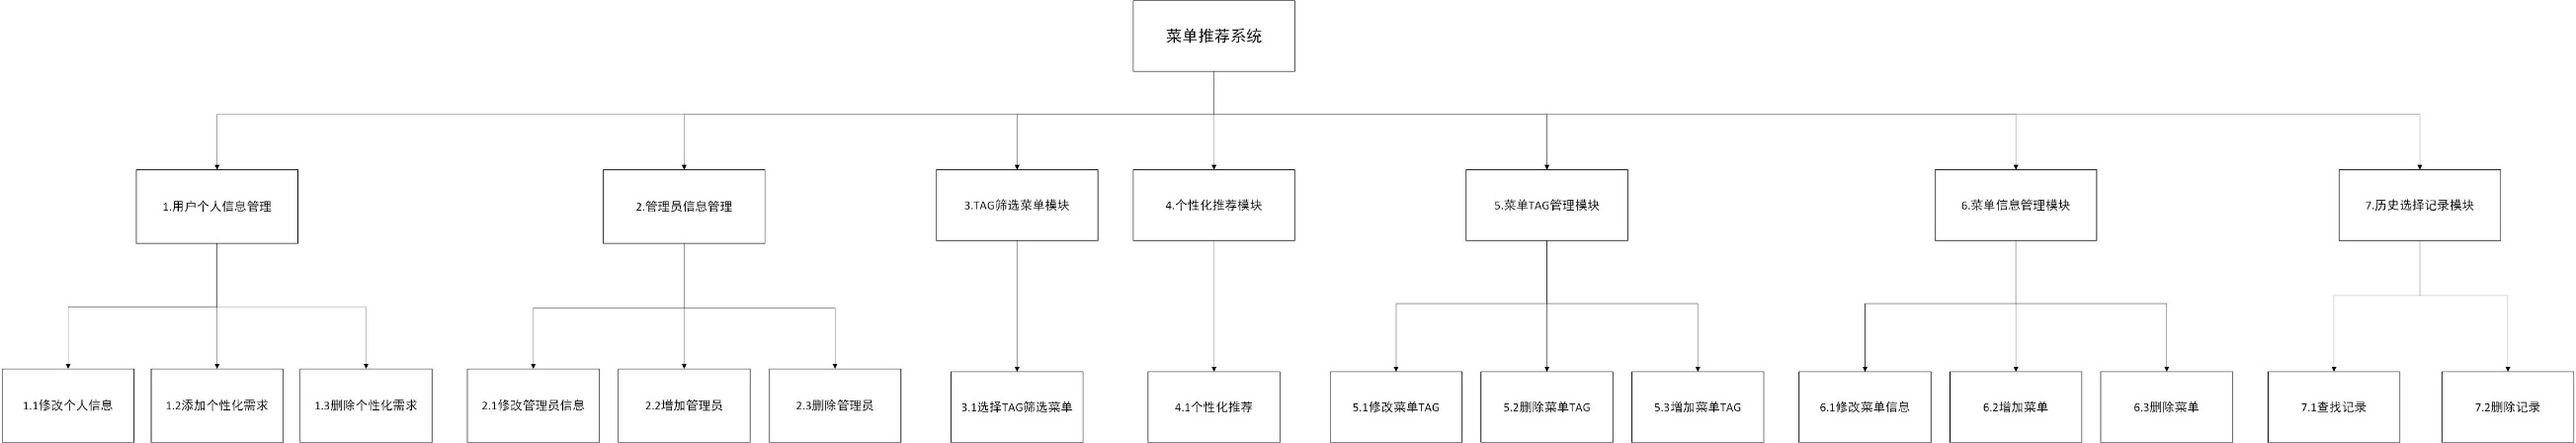 菜单推荐系统
1.用户个人信息管理
2.管理员信息管理
3.TAG筛选菜单模块
4.个性化推荐模块
5.菜单TAG管理模块
6.菜单信息管理模块
7.历史选择记录模块
1.1修改个人信息
1.2添加个性化需求
1.3删除个性化需求
2.1修改管理员信息
2.2增加管理员
2.3删除管理员
3.1选择TAG筛选菜单
4.1个性化推荐
5.1修改菜单TAG
5.2删除菜单TAG
5.3增加菜单TAG
6.1修改菜单信息
6.2增加菜单
6.3删除菜单
7.1查找记录
7.2删除记录